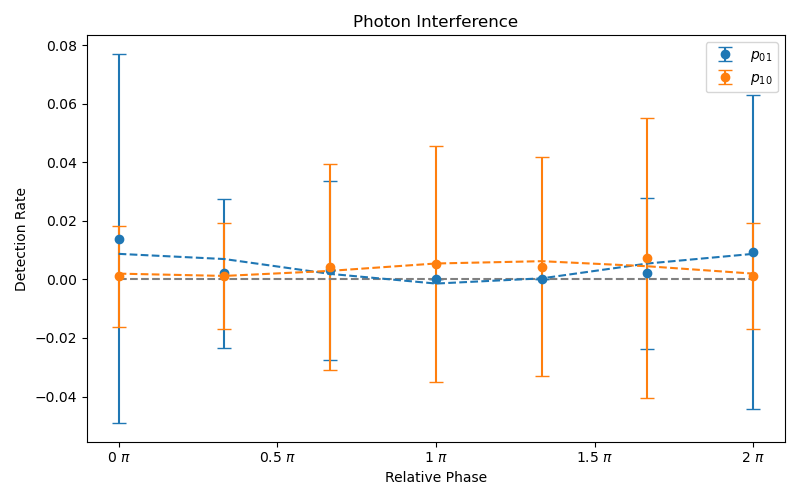 Photon Interference
0.08
0.06
0.04
0.02
0.00
−0.02
−0.04
Detection Rate
p01
p10
0 π
0.5 π
1 π
1.5 π
2 π
Relative Phase